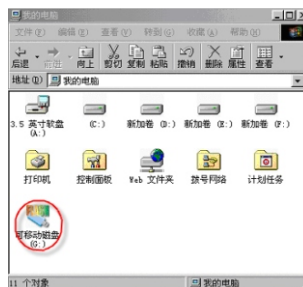 我的电脑
文件(F) 编辑(E) 查看(V) 转到(G) 收藏(A) 帮助(H)
后退 前进 向上 剪切 复制 粘贴 撤销 删除 属性 查看
地址(D) 我的电脑
3.5 英寸软盘 (C:) 新加卷 (D:) 新加卷 (E:) 新加卷 (F:)
(A:)
打印机 控制面板 Web 文件夹 拨号网络 计划任务
可移动磁盘
(G:)
11 个对象 我的电脑